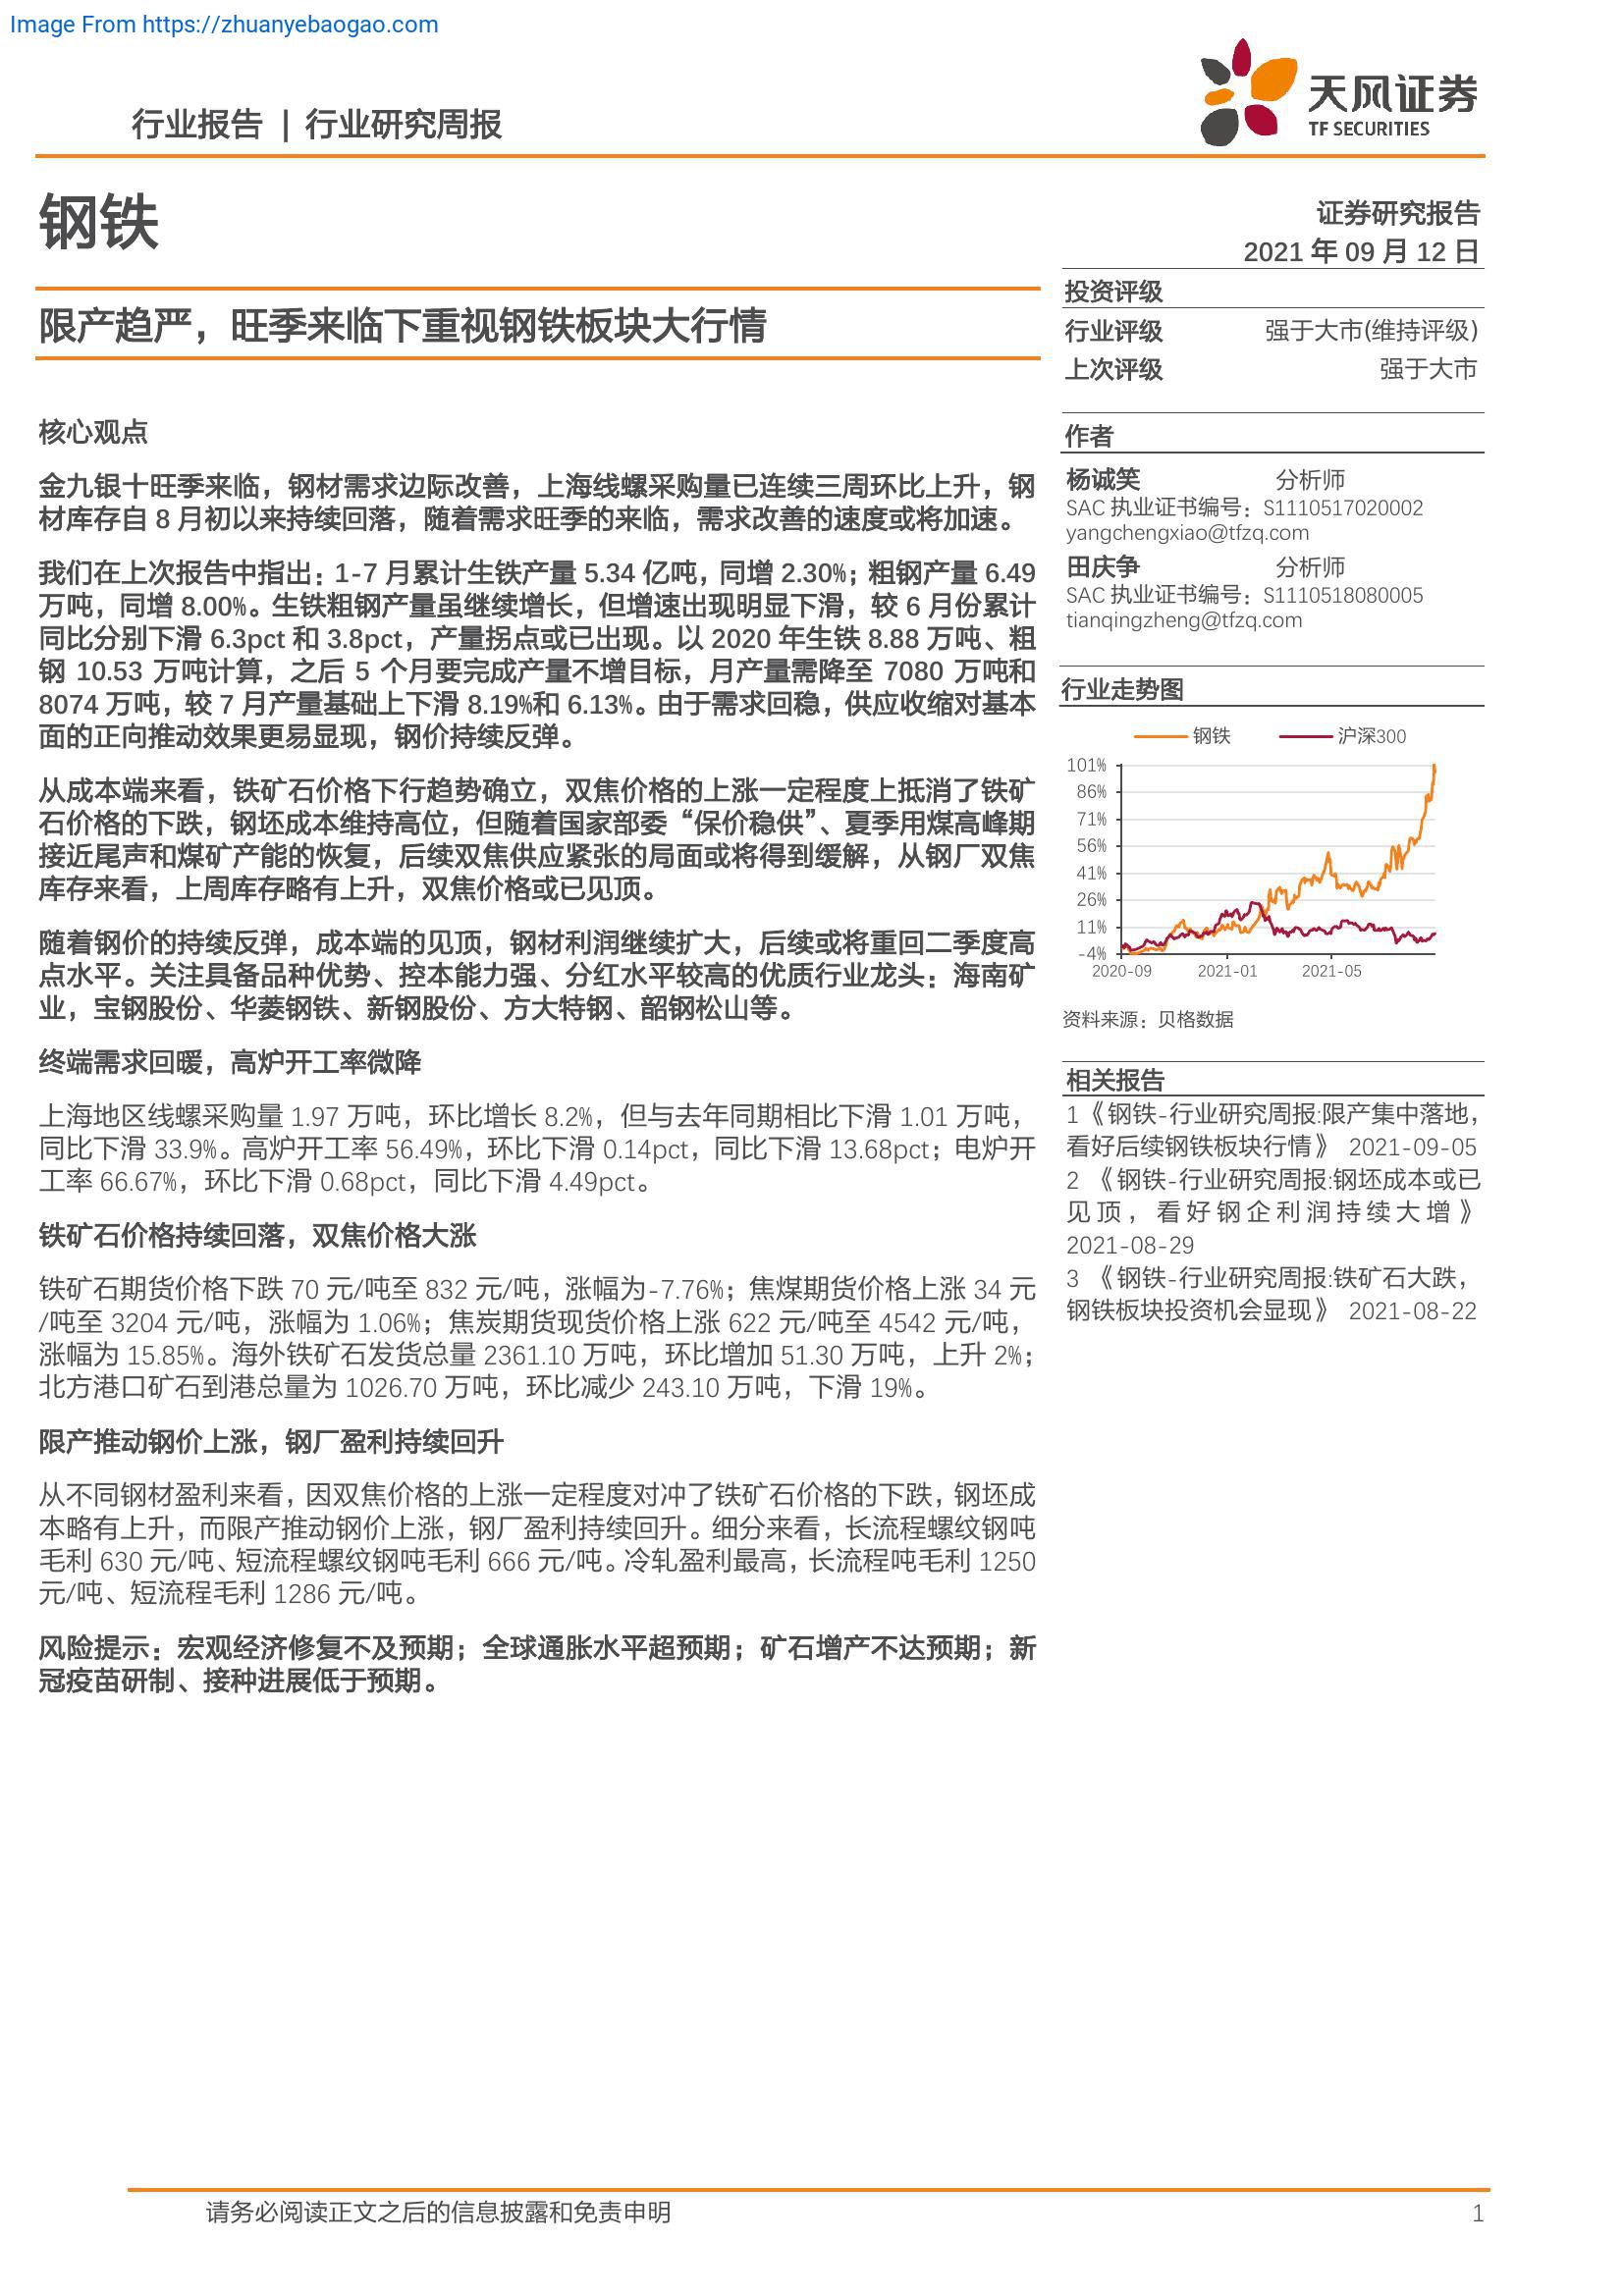 Image From https://zhuanyebaogao.com
行业报告 | 行业研究周报
天风证券
TF SECURITIES
钢铁
证券研究报告
2021 年 09 月 12 日
限产趋严，旺季来临下重视钢铁板块大行情
核心观点
金九银十旺季来临，钢材需求边际改善，上海线螺采购量已连续三周环比上升，钢
材库存自 8 月初以来持续回落，随着需求旺季的来临，需求改善的速度或将加速。
我们在上次报告中指出：1-7 月累计生铁产量 5.34 亿吨，同增 2.30%；粗钢产量 6.49
万吨，同增 8.00%。生铁粗钢产量虽继续增长，但增速出现明显下滑，较 6 月份累计
同比分别下滑 6.3pct 和 3.8pct，产量拐点或已出现。以 2020 年生铁 8.88 万吨、粗
钢 10.53 万吨计算，之后 5 个月要完成产量不增目标，月产量需降至 7080 万吨和
8074 万吨，较 7 月产量基础上下滑 8.19%和 6.13%。由于需求回稳，供应收缩对基本
面的正向推动效果更易显现，钢价持续反弹。
从成本端来看，铁矿石价格下行趋势确立，双焦价格的上涨一定程度上抵消了铁矿
石价格的下跌，钢坯成本维持高位，但随着国家部委“保价稳供”、夏季用煤高峰期
接近尾声和煤矿产能的恢复，后续双焦供应紧张的局面或将得到缓解，从钢厂双焦
库存来看，上周库存略有上升，双焦价格或已见顶。
随着钢价的持续反弹，成本端的见顶，钢材利润继续扩大，后续或将重回二季度高
点水平。关注具备品种优势、控本能力强、分红水平较高的优质行业龙头：海南矿
业，宝钢股份、华菱钢铁、新钢股份、方大特钢、韶钢松山等。
终端需求回暖，高炉开工率微降
上海地区线螺采购量 1.97 万吨，环比增长 8.2%，但与去年同期相比下滑 1.01 万吨，
同比下滑 33.9%。高炉开工率 56.49%，环比下滑 0.14pct，同比下滑 13.68pct；电炉开
工率 66.67%，环比下滑 0.68pct，同比下滑 4.49pct。
铁矿石价格持续回落，双焦价格大涨
铁矿石期货价格下跌 70 元/吨至 832 元/吨，涨幅为-7.76%；焦煤期货价格上涨 34 元
/吨至 3204 元/吨，涨幅为 1.06%；焦炭期货现货价格上涨 622 元/吨至 4542 元/吨，
涨幅为 15.85%。海外铁矿石发货总量 2361.10 万吨，环比增加 51.30 万吨，上升 2%；
北方港口矿石到港总量为 1026.70 万吨，环比减少 243.10 万吨，下滑 19%。
限产推动钢价上涨，钢厂盈利持续回升
从不同钢材盈利来看，因双焦价格的上涨一定程度对冲了铁矿石价格的下跌，钢坯成
本略有上升，而限产推动钢价上涨，钢厂盈利持续回升。细分来看，长流程螺纹钢吨
毛利 630 元/吨、短流程螺纹钢吨毛利 666 元/吨。冷轧盈利最高，长流程吨毛利 1250
元/吨、短流程毛利 1286 元/吨。
风险提示：宏观经济修复不及预期；全球通胀水平超预期；矿石增产不达预期；新
冠疫苗研制、接种进展低于预期。
投资评级
行业评级 强于大市(维持评级)
上次评级 强于大市
作者
杨诚笑 分析师
SAC 执业证书编号：S1110517020002
yangchengxiao@tfzq.com
田庆争 分析师
SAC 执业证书编号：S1110518080005
tianqingzheng@tfzq.com
行业走势图
钢铁 沪深300
101%
86%
71%
56%
41%
26%
11%
-4%
2020-09 2021-01 2021-05
资料来源：贝格数据
相关报告
1《钢铁-行业研究周报:限产集中落地，
看好后续钢铁板块行情》 2021-09-05
2 《钢铁-行业研究周报:钢坯成本或已
见顶，看好钢企利润持续大增》
2021-08-29
3 《钢铁-行业研究周报:铁矿石大跌，
钢铁板块投资机会显现》 2021-08-22
请务必阅读正文之后的信息披露和免责申明 1